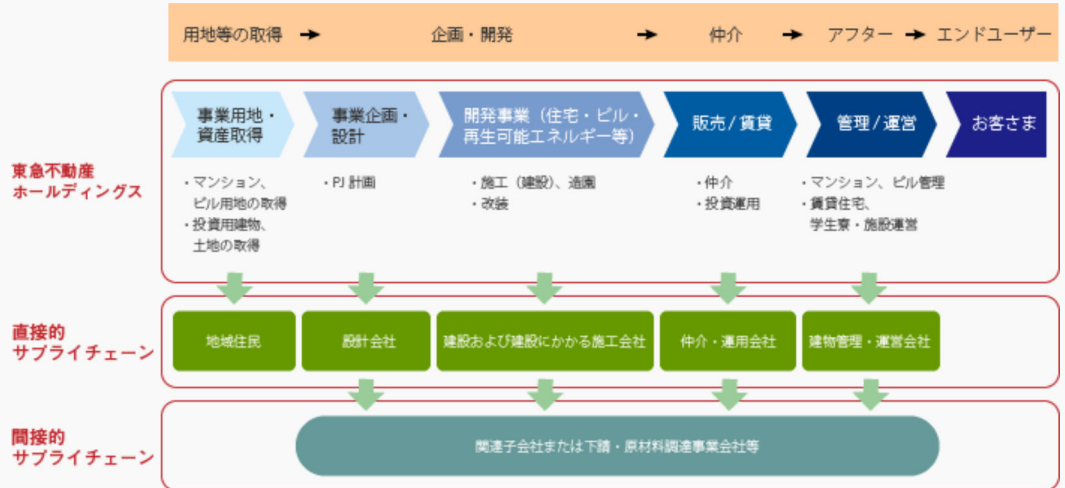 用地等の取得 → 企画・開発 → 仲介 → アフター → エンドユーザー
東急不動産
ホールディングス
事業用地・
資産取得
事業企画・
設計
開発事業（住宅・ビル・
再生可能エネルギー等）
販売/賃貸
管理/運営
お客さま
・マンション、
ビル用地の取得
・投資用建物、
土地の取得
・PJ 計画
・施工（建設）、造園
・改装
・仲介
・投資運用
・マンション、ビル管理
・賃貸住宅、
学生寮・施設運営
直接的
サプライチェーン
地域住民
設計会社
建設および建設にかかる施工会社
仲介・運用会社
建物管理・運営会社
間接的
サプライチェーン
関連子会社または下請・原材料調達事業会社等